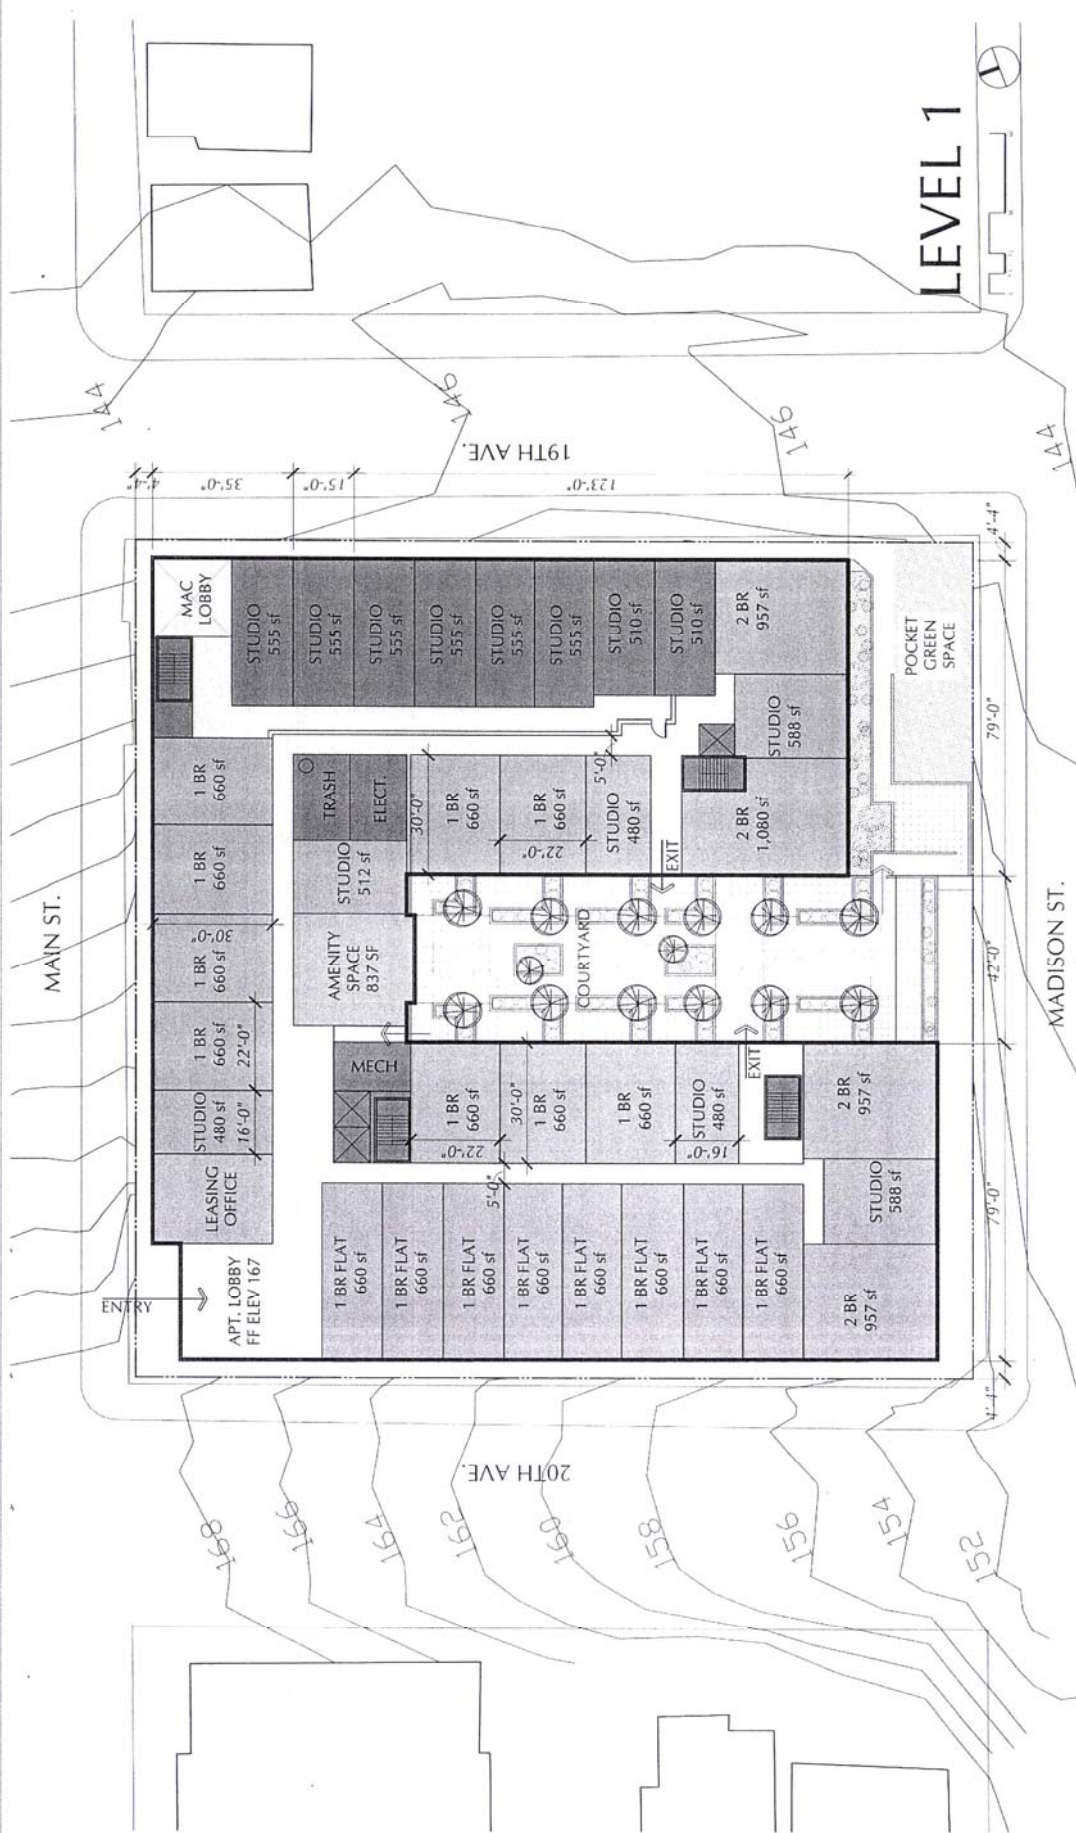 LEVEL 1
MAIN ST.
19TH AVE.
20TH AVE.
MADISON ST.
144
146
146
144
4'-4"
35'-0"
15'-0"
123'-0"
4'-4"
79'-0"
42'-0"
79'-0"
4'-4"
MAC
LOBBY
STUDIO
555 sf
STUDIO
555 sf
STUDIO
555 sf
STUDIO
555 sf
STUDIO
555 sf
STUDIO
555 sf
STUDIO
510 sf
STUDIO
510 sf
2 BR
957 sf
POCKET
GREEN
SPACE
STUDIO
588 sf
2 BR
1,080 sf
1 BR
660 sf
1 BR
660 sf
30'-0"
1 BR
660 sf
1 BR
660 sf
22'-0"
STUDIO
480 sf
16'-0"
LEASING
OFFICE
ENTRY
APT. LOBBY
FF ELEV 167
TRASH
ELECT.
30'-0"
1 BR
660 sf
1 BR
660 sf
22'-0"
STUDIO
480 sf
5'-0"
EXIT
STUDIO
512 sf
AMENITY
SPACE
837 SF
COURTYARD
MECH
1 BR
660 sf
22'-0"
30'-0"
1 BR
660 sf
1 BR
660 sf
STUDIO
480 sf
16'-0"
EXIT
5'-0"
2 BR
957 sf
STUDIO
588 sf
2 BR
957 sf
1 BR FLAT
660 sf
1 BR FLAT
660 sf
1 BR FLAT
660 sf
1 BR FLAT
660 sf
1 BR FLAT
660 sf
1 BR FLAT
660 sf
1 BR FLAT
660 sf
1 BR FLAT
660 sf
168
166
164
162
160
158
156
154
152